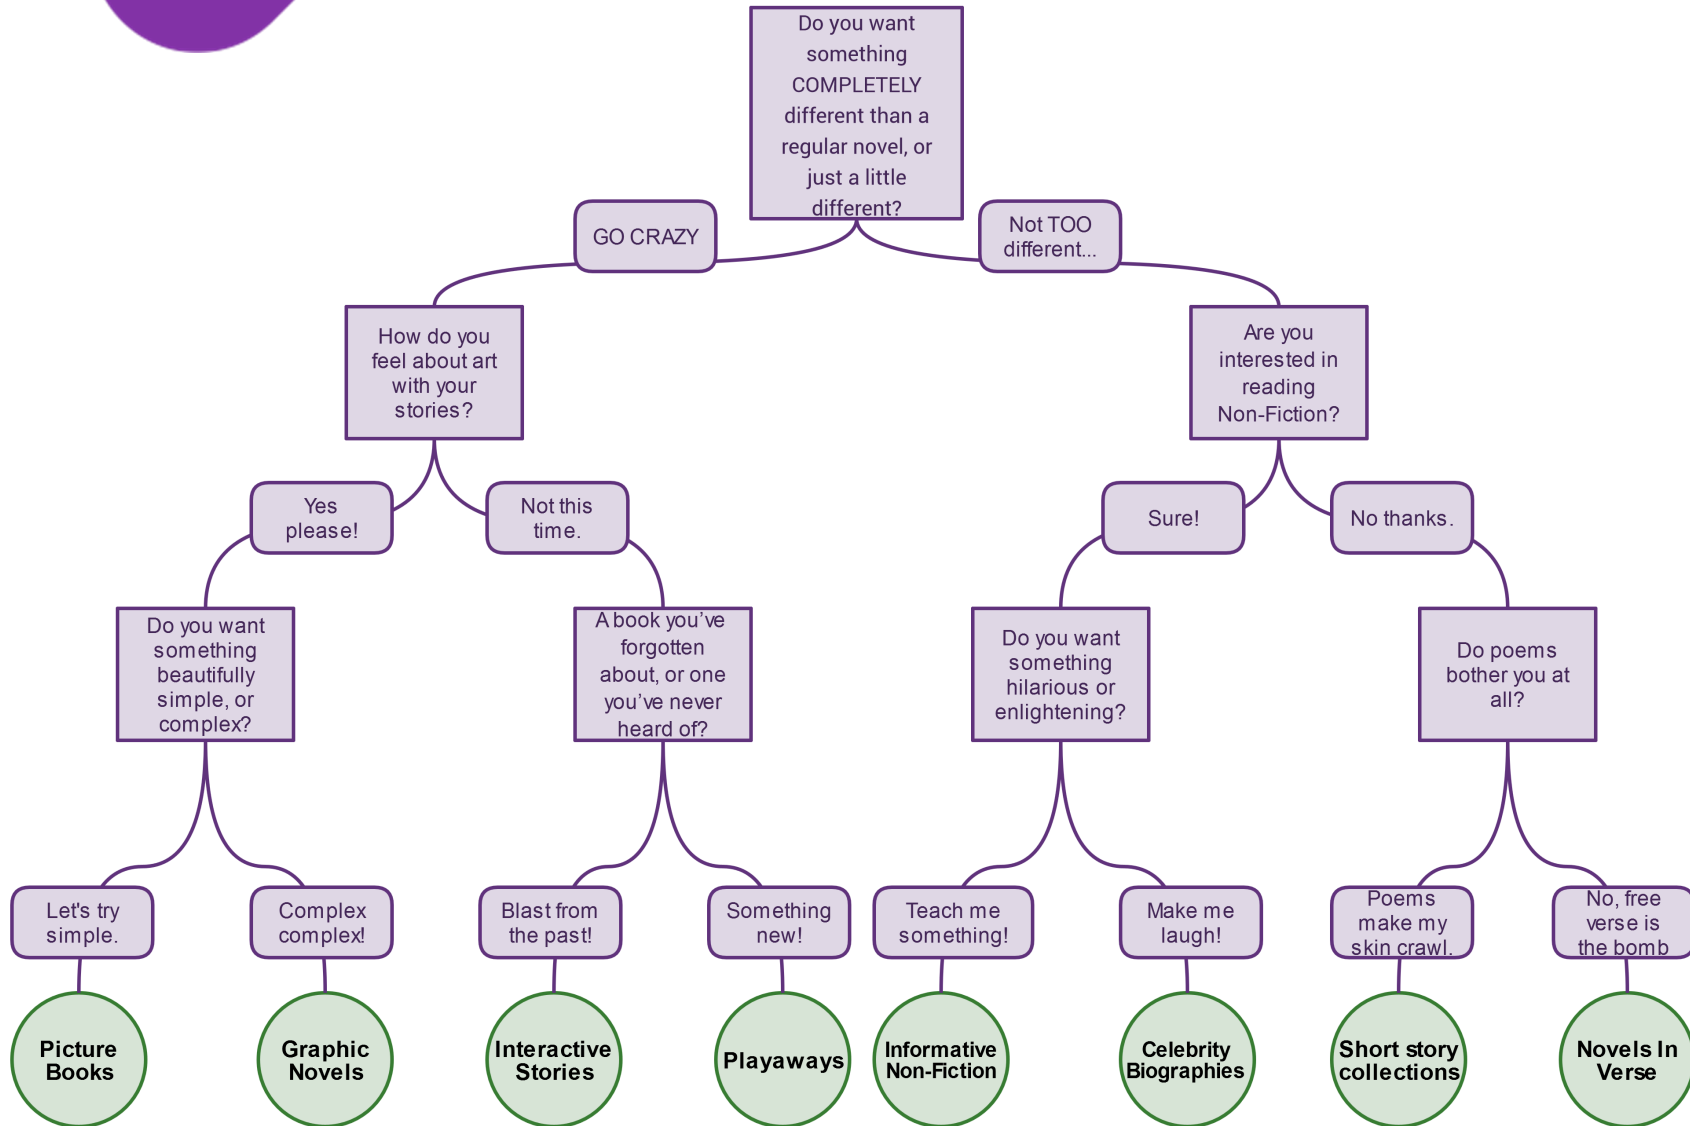 Do you want
something
COMPLETELY
different than a
regular novel, or
just a little
different?
GO CRAZY
Not TOO
different...
How do you
feel about art
with your
stories?
Are you
interested in
reading
Non-Fiction?
Yes
please!
Not this
time.
Sure!
No thanks.
Do you want
something
beautifully
simple, or
complex?
A book you’ve
forgotten
about, or one
you’ve never
heard of?
Do you want
something
hilarious or
enlightening?
Do poems
bother you at
all?
Let's try
simple.
Complex
complex!
Blast from
the past!
Something
new!
Teach me
something!
Make me
laugh!
Poems
make my
skin crawl.
No, free
verse is
the bomb
Picture
Books
Graphic
Novels
Interactive
Stories
Playaways
Informative
Non-Fiction
Celebrity
Biographies
Short story
collections
Novels In
Verse